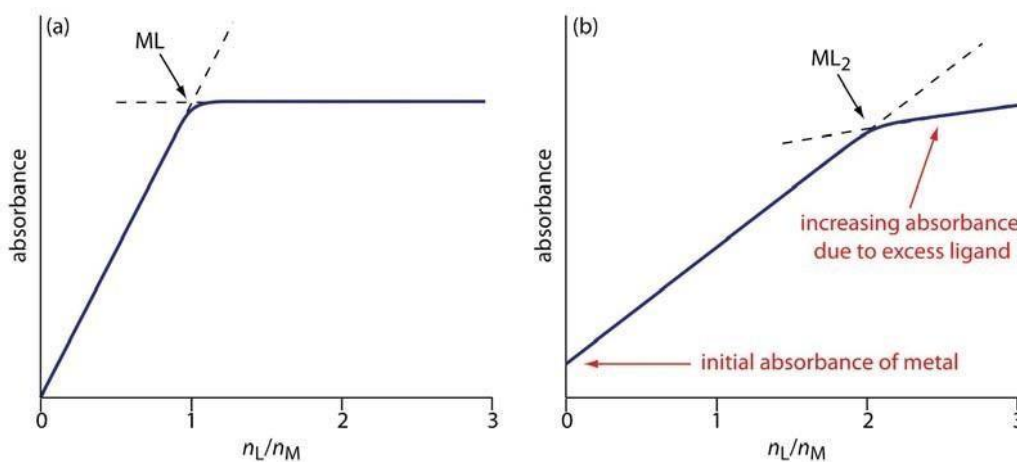 (a)
ML
absorbance
0 1 2 3
nL/nM
(b)
ML2
absorbance
increasing absorbance
due to excess ligand
initial absorbance of metal
0 1 2 3
nL/nM